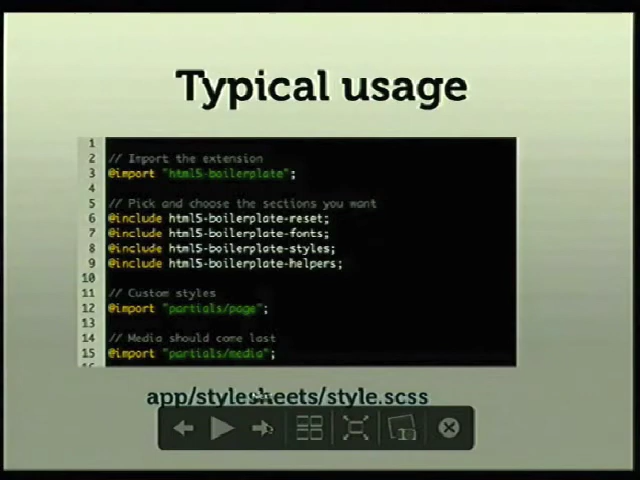 Typical usage
1
2 // Import the extension
3 @import "html5-boilerplate";
4
5 // Pick and choose the sections you want
6 @include html5-boilerplate-reset;
7 @include html5-boilerplate-fonts;
8 @include html5-boilerplate-styles;
9 @include html5-boilerplate-helpers;
10
11 // Custom styles
12 @import "partials/page";
13
14 // Media should come last
15 @import "partials/media";
app/stylesheets/style.scss